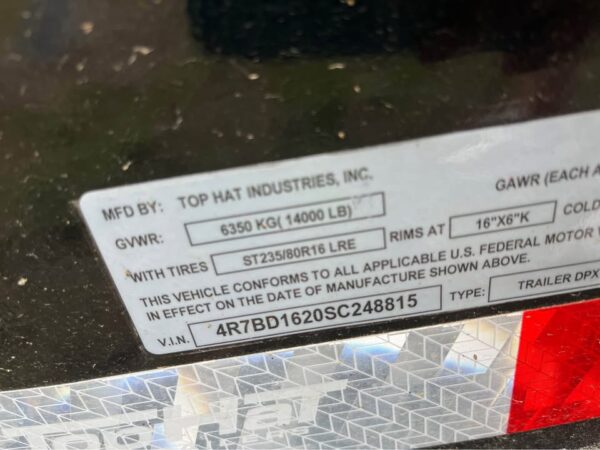 MFD BY: TOP HAT INDUSTRIES, INC.
GVWR: 6350 KG( 14000 LB) GAWR (EACH A
WITH TIRES ST235/80R16 LRE RIMS AT 16"X6"K COLD
THIS VEHICLE CONFORMS TO ALL APPLICABLE U.S. FEDERAL MOTOR V
IN EFFECT ON THE DATE OF MANUFACTURE SHOWN ABOVE.
V.I.N. 4R7BD1620SC248815 TYPE: TRAILER DPX
Top Hat